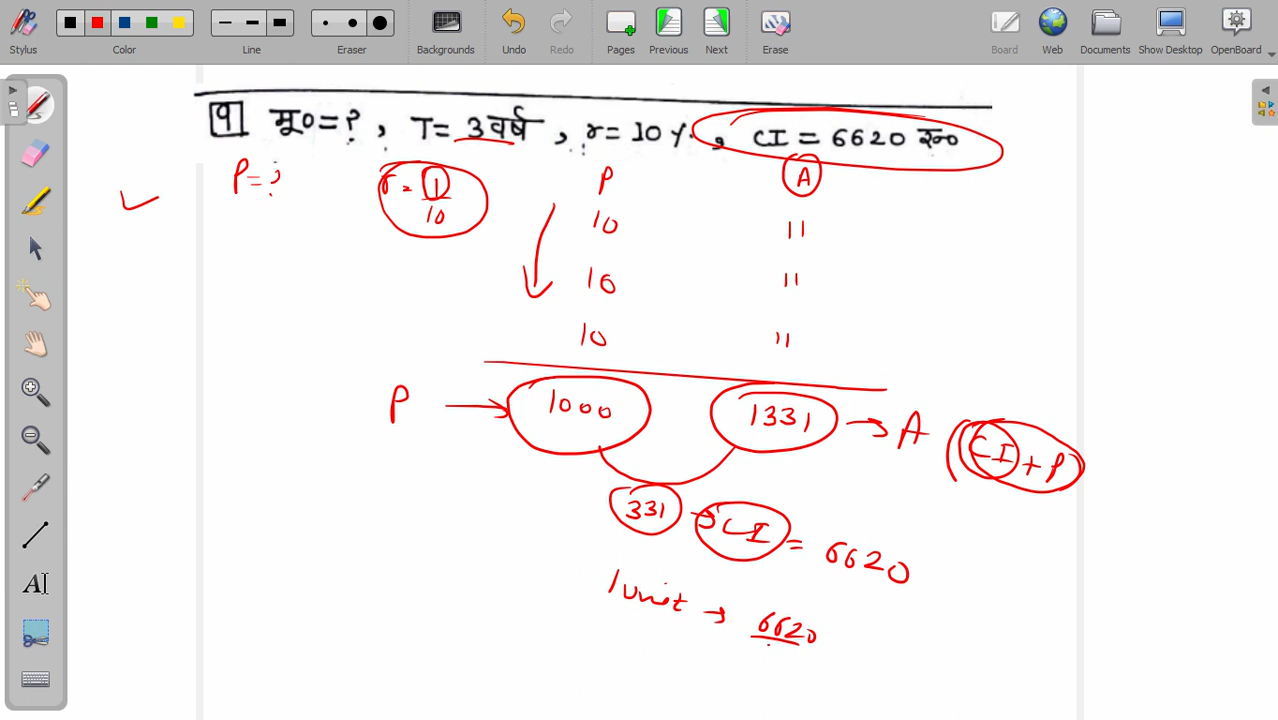 Stylus Color Line Eraser Backgrounds Undo Redo Pages Previous Next Erase Board Web Documents Show Desktop OpenBoard
9 मू० = ? , T = 3 वर्ष , r = 10 % , CI = 6620 रू०
P = ? r = 1/10 P A
10 11
10 11
10 11
P → 1000 1331 → A (CI + P)
331 → CI = 6620
1 unit → 6620